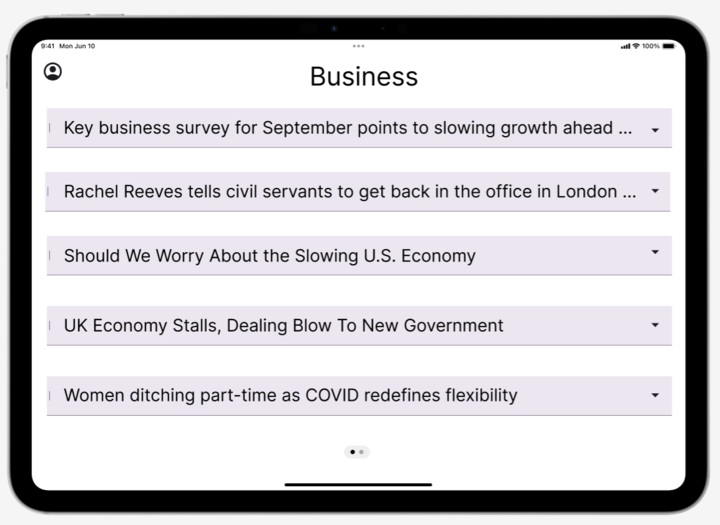 9:41 Mon Jun 10
100%
Business
Key business survey for September points to slowing growth ahead ...
Rachel Reeves tells civil servants to get back in the office in London ...
Should We Worry About the Slowing U.S. Economy
UK Economy Stalls, Dealing Blow To New Government
Women ditching part-time as COVID redefines flexibility